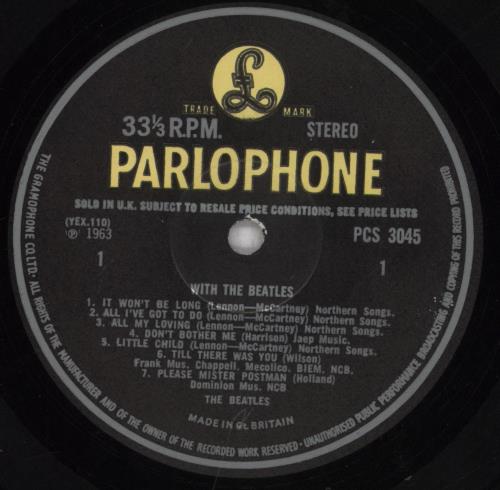 TRADE MARK
33⅓ R.P.M. STEREO
PARLOPHONE
SOLD IN U.K. SUBJECT TO RESALE PRICE CONDITIONS, SEE PRICE LISTS
(YEX.110)
℗ 1963 PCS 3045
1 1
WITH THE BEATLES
1. IT WON'T BE LONG (Lennon—McCartney) Northern Songs.
2. ALL I'VE GOT TO DO (Lennon—McCartney) Northern Songs.
3. ALL MY LOVING (Lennon—McCartney) Northern Songs.
4. DON'T BOTHER ME (Harrison) Jaep Music.
5. LITTLE CHILD (Lennon—McCartney) Northern Songs.
6. TILL THERE WAS YOU (Wilson)
Frank Mus. Chappell. Mecolico. BIEM. NCB.
7. PLEASE MISTER POSTMAN (Holland)
Dominion Mus. NCB
THE BEATLES
MADE IN GT. BRITAIN
THE GRAMOPHONE CO. LTD. ALL RIGHTS OF THE MANUFACTURER AND OF THE OWNER OF THE RECORDED WORK RESERVED · UNAUTHORISED PUBLIC PERFORMANCE BROADCASTING AND COPYING OF THIS RECORD PROHIBITED